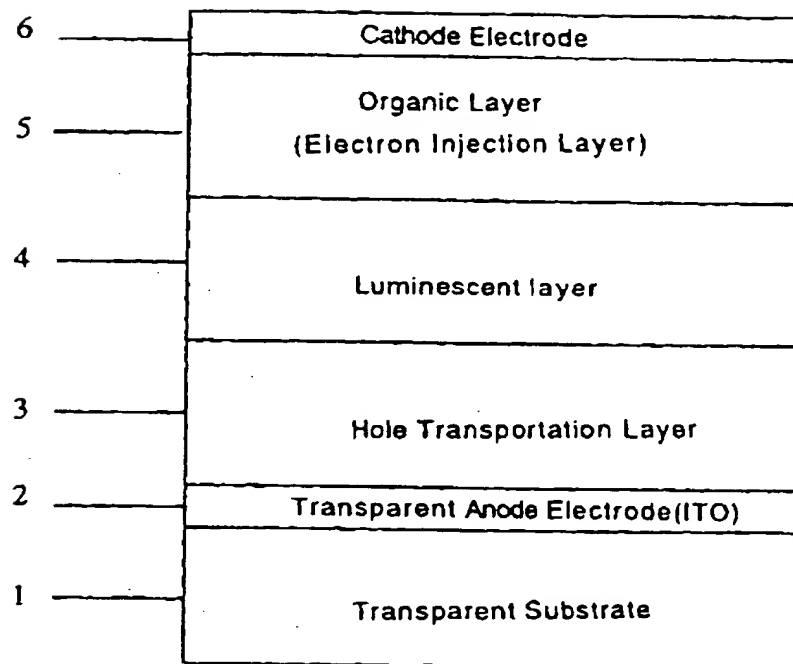 6 Cathode Electrode
Organic Layer
5 (Electron Injection Layer)
4 Luminescent layer
3 Hole Transportation Layer
2 Transparent Anode Electrode(ITO)
1 Transparent Substrate